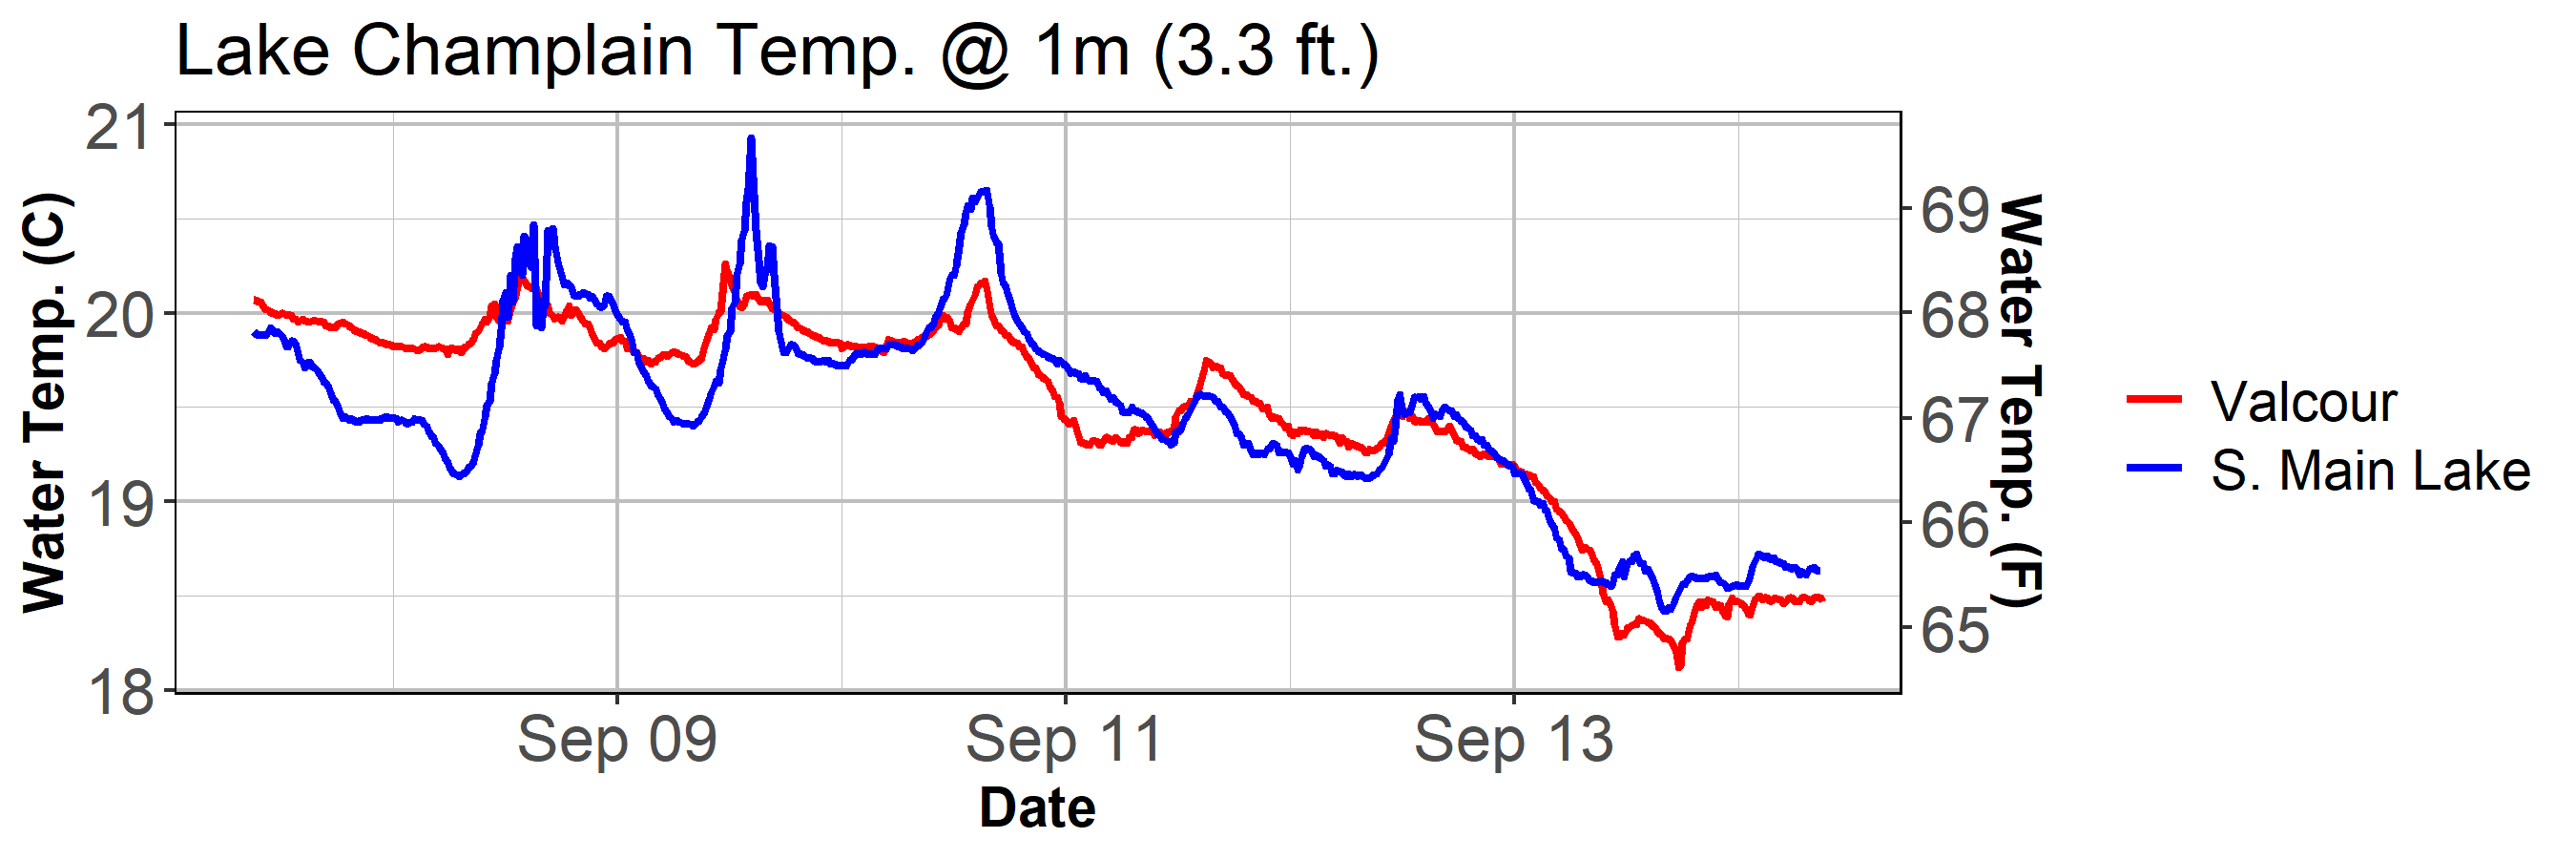 Lake Champlain Temp. @ 1m (3.3 ft.)
Water Temp. (C)
21
20
19
18
69
68
67
66
65
Water Temp. (F)
Sep 09
Sep 11
Sep 13
Date
Valcour
S. Main Lake